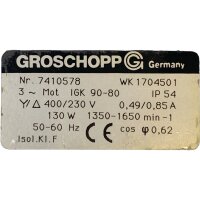 GROSCHOPP G Germany
Nr. 7410578 WK 1704501
3 ~ Mot IGK 90-80 IP 54
Y/Δ 400/230 V 0,49/0,85 A
130 W 1350-1650 min -1
50-60 Hz CE cos φ 0,62
Isol.Kl.F